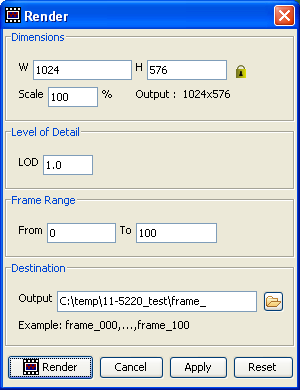 Render
Dimensions
W 1024 H 576
Scale 100 % Output : 1024x576
Level of Detail
LOD 1.0
Frame Range
From 0 To 100
Destination
Output C:\temp\11-5220_test\frame_
Example: frame_000,...,frame_100
Render Cancel Apply Reset